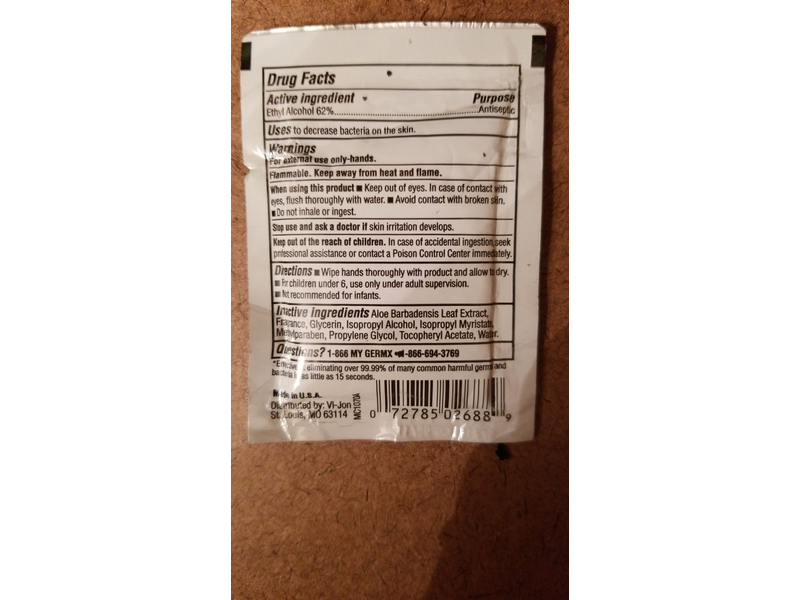 Drug Facts
Active ingredient Purpose
Ethyl Alcohol 62%..........Antiseptic
Uses to decrease bacteria on the skin.
Warnings
For external use only-hands.
Flammable. Keep away from heat and flame.
When using this product ■ Keep out of eyes. In case of contact with
eyes, flush thoroughly with water. ■ Avoid contact with broken skin.
■ Do not inhale or ingest.
Stop use and ask a doctor if skin irritation develops.
Keep out of the reach of children. In case of accidental ingestion, seek
professional assistance or contact a Poison Control Center immediately.
Directions ■ Wipe hands thoroughly with product and allow to dry.
■ For children under 6, use only under adult supervision.
■ Not recommended for infants.
Inactive ingredients Aloe Barbadensis Leaf Extract,
Fragrance, Glycerin, Isopropyl Alcohol, Isopropyl Myristate,
Methylparaben, Propylene Glycol, Tocopheryl Acetate, Water.
Questions? 1-866 MY GERMX 1-866-694-3769
*Effective at eliminating over 99.99% of many common harmful germs and
bacteria in as little as 15 seconds.
Made in U.S.A.
Distributed by: Vi-Jon
St. Louis, MO 63114
MC1070A
0 72785 02688 9